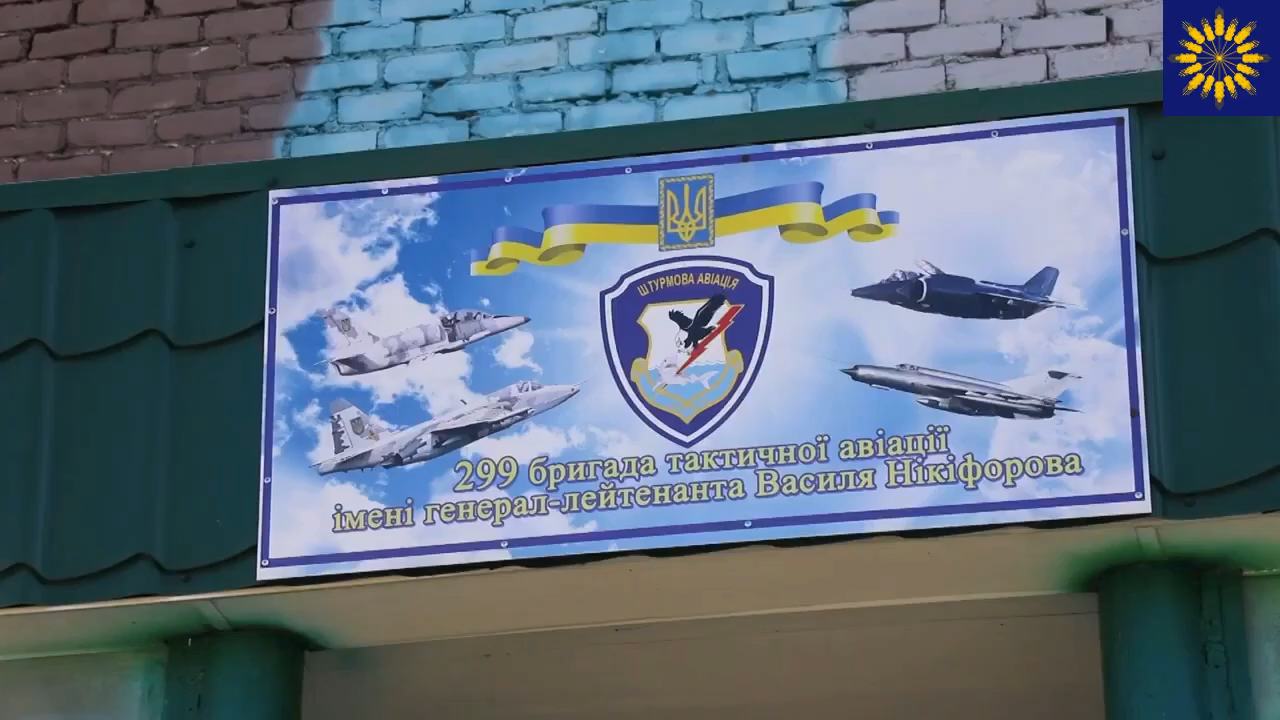 ШТУРМОВА АВІАЦІЯ
299 бригада тактичної авіації
імені генерал-лейтенанта Василя Нікіфорова